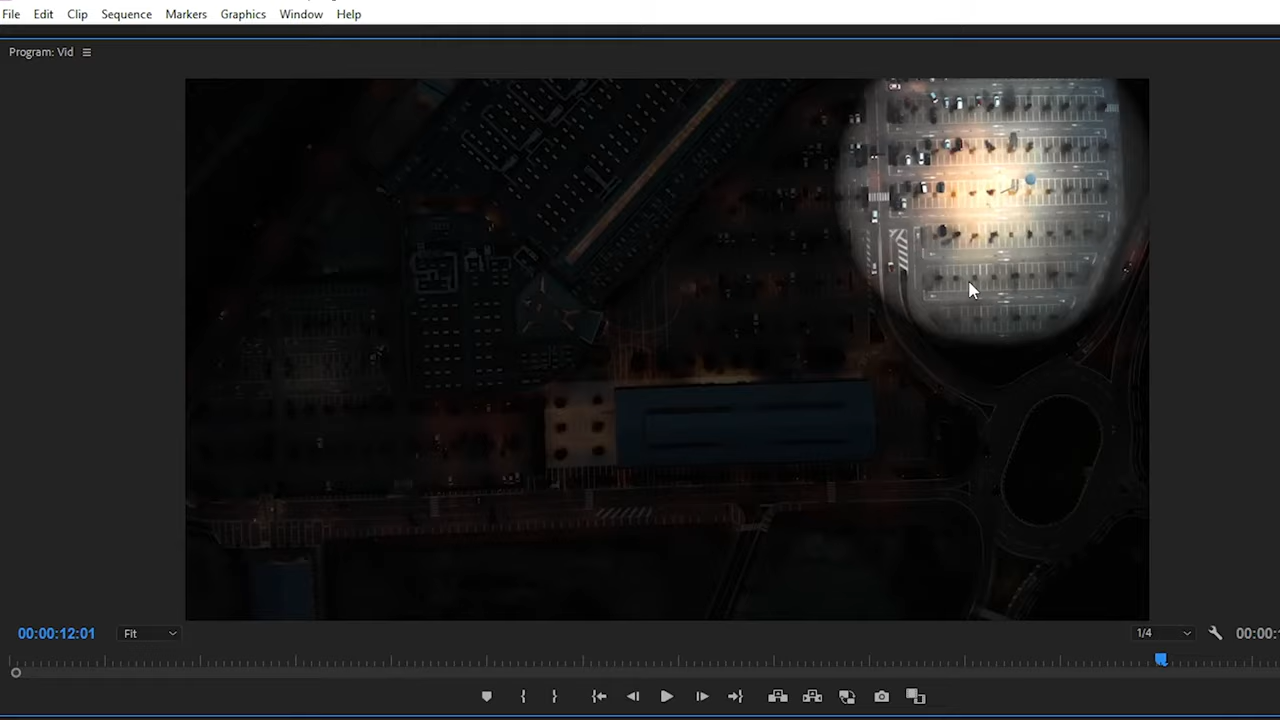 File Edit Clip Sequence Markers Graphics Window Help
Program: Vid
00:00:12:01 Fit 1/4 00:00: